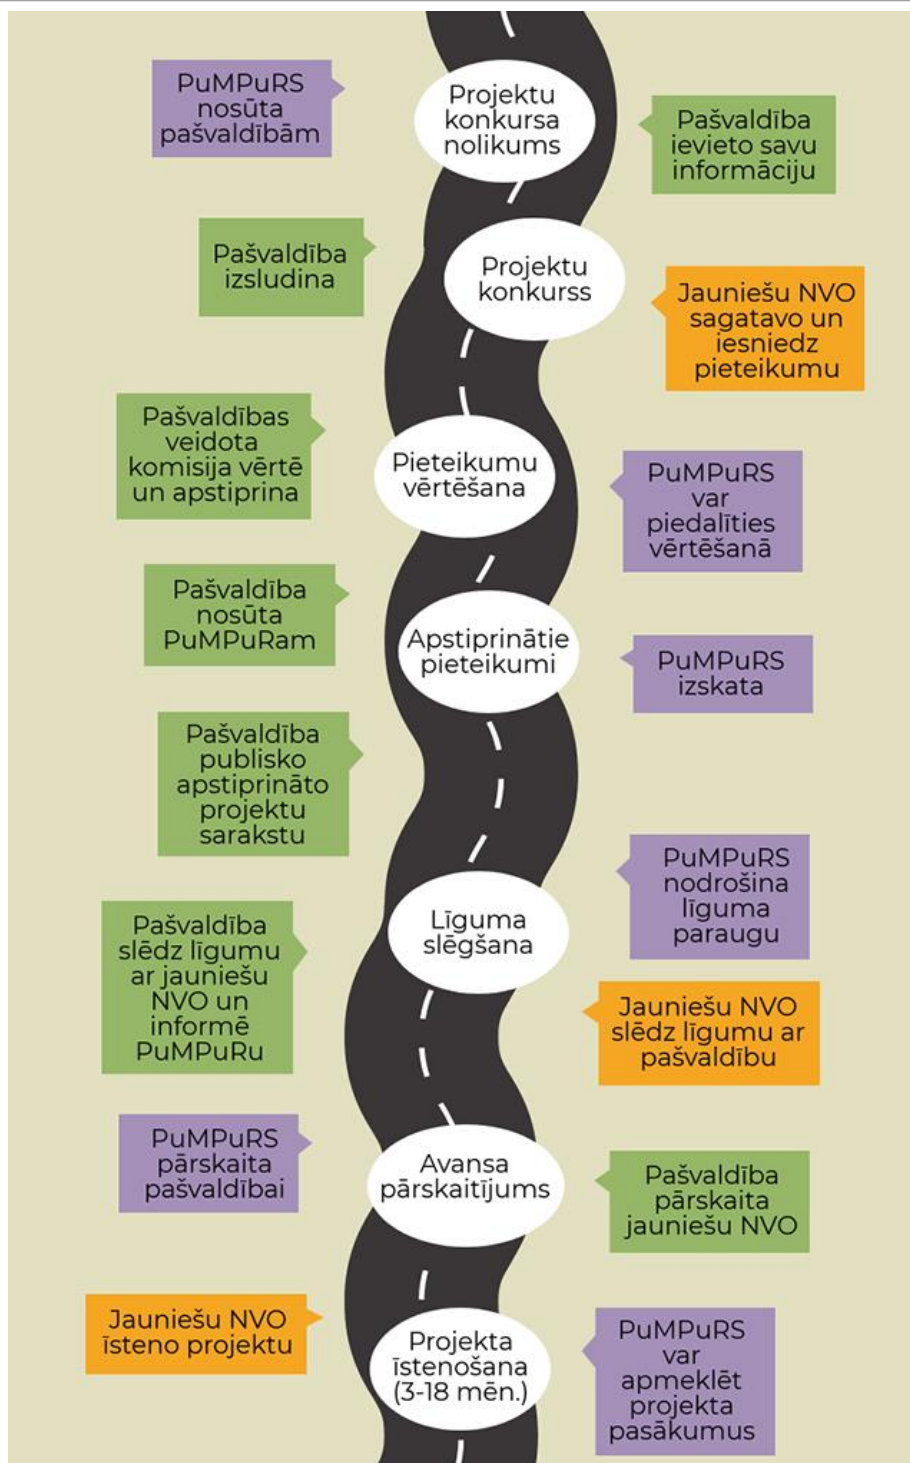 PuMPuRS
nosūta
pašvaldībām
Projektu
konkursa
nolikums
Pašvaldība
ievieto savu
informāciju
Pašvaldība
izsludina
Projektu
konkurss
Jauniešu NVO
sagatavo un
iesniedz
pieteikumu
Pašvaldības
veidota
komisija vērtē
un apstiprina
Pieteikumu
vērtēšana
PuMPuRS
var
piedalīties
vērtēšanā
Pašvaldība
nosūta
PuMPuRam
Apstiprinātie
pieteikumi
PuMPuRS
izskata
Pašvaldība
publisko
apstiprināto
projektu
sarakstu
PuMPuRS
nodrošina
līguma
paraugu
Līguma
slēgšana
Pašvaldība
slēdz līgumu
ar jauniešu
NVO un
informē
PuMPuRu
Jauniešu NVO
slēdz līgumu ar
pašvaldību
PuMPuRS
pārskaita
pašvaldībai
Avansa
pārskaitījums
Pašvaldība
pārskaita
jauniešu NVO
Jauniešu NVO
īsteno projektu
Projekta
īstenošana
(3-18 mēn.)
PuMPuRS
var
apmeklēt
projekta
pasākumus